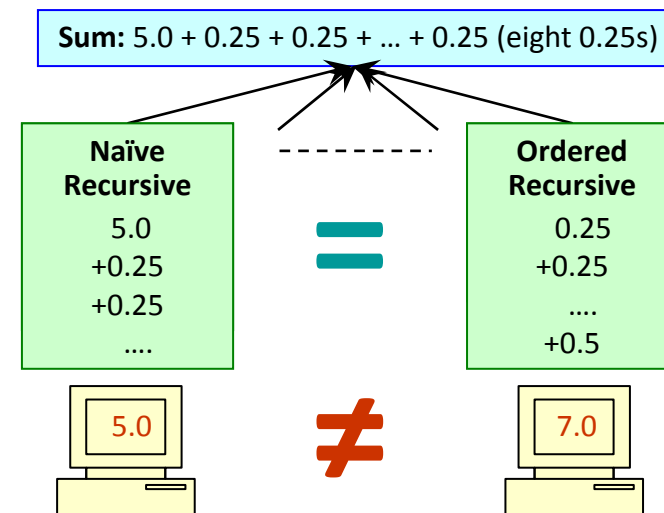 Sum: 5.0 + 0.25 + 0.25 + ... + 0.25 (eight 0.25s)
Naïve
Recursive
5.0
+0.25
+0.25
....
Ordered
Recursive
0.25
+0.25
....
+0.5
=
5.0
≠
7.0